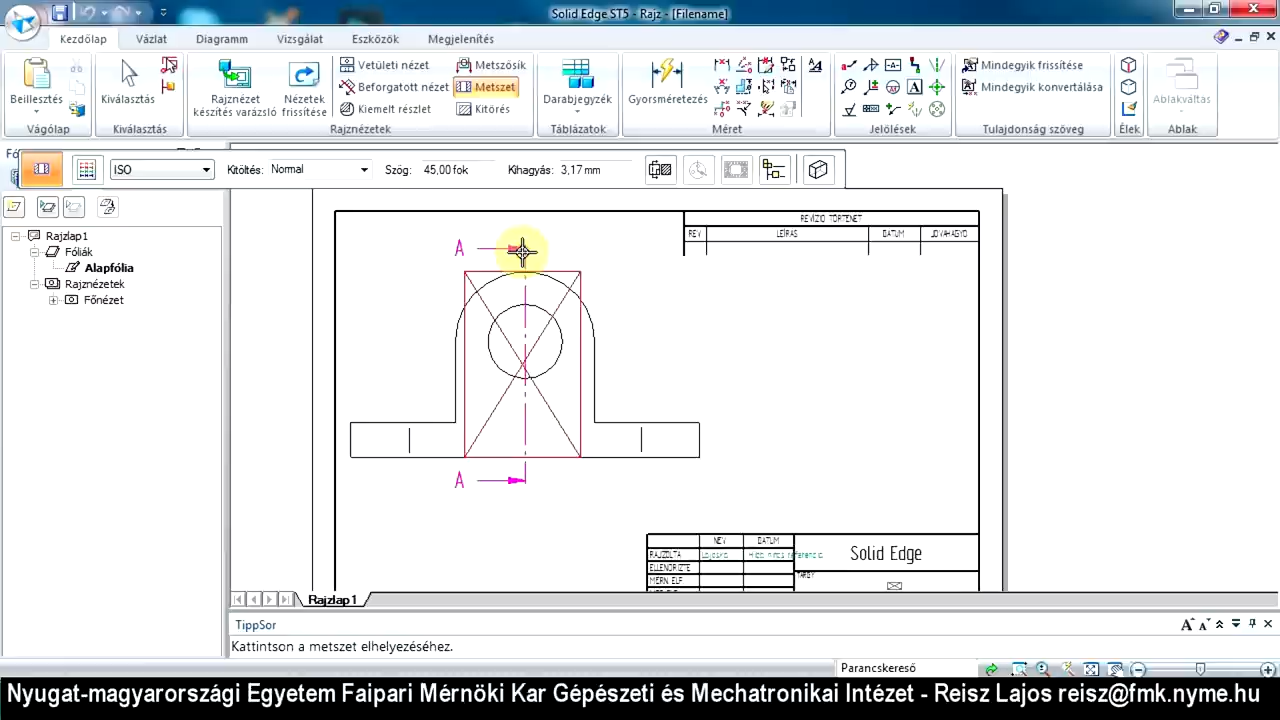 Solid Edge ST5 - Rajz - [Filename]
Kezdőlap Vázlat Diagramm Vizsgálat Eszközök Megjelenítés
Beillesztés
Vágólap
Kiválasztás
Kiválasztás
Rajznézet készítés varázsló
Nézetek frissítése
Vetületi nézet
Beforgatott nézet
Kiemelt részlet
Metszősík
Metszet
Kitörés
Rajznézetek
Darabjegyzék
Táblázatok
Gyorsméretezés
Méret
Jelölések
Mindegyik frissítése
Mindegyik konvertálása
Tulajdonság szöveg
Élek
Ablakváltás
Ablak
ISO Kitöltés: Normal Szög: 45,00 fok Kihagyás: 3,17 mm
Rajzlap1
Fóliák
Alapfólia
Rajznézetek
Főnézet
A
A
REVÍZIÓ TÖRTÉNET
REV LEÍRÁS DÁTUM JÓVÁHAGYÓ
NÉV DÁTUM
RAJZOLTA
ELLENŐRIZTE
Solid Edge
TÁRGY
Rajzlap1
TippSor
Kattintson a metszet elhelyezéséhez.
Parancskereső
Nyugat-magyarországi Egyetem Faipari Mérnöki Kar Gépészeti és Mechatronikai Intézet - Reisz Lajos reisz@fmk.nyme.hu